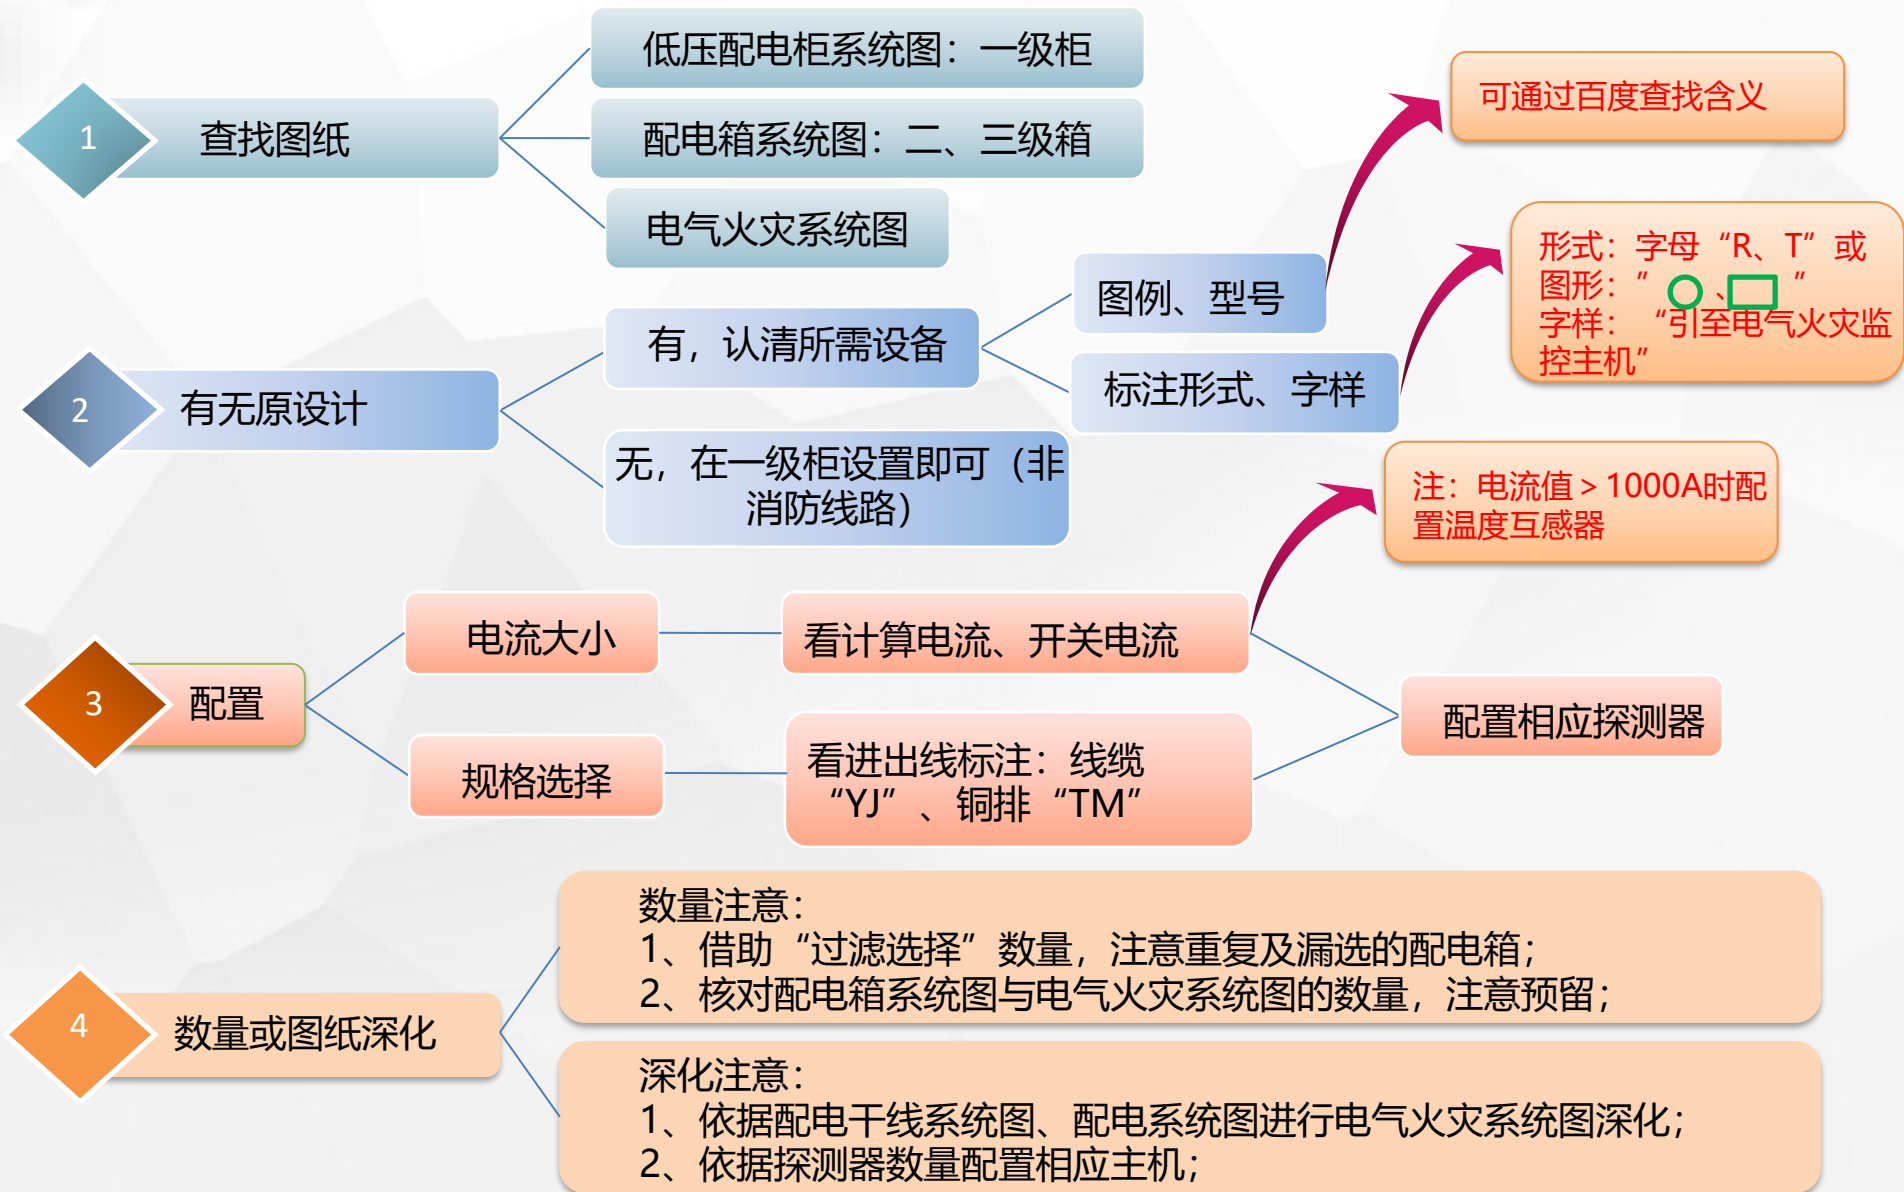 1
查找图纸
低压配电柜系统图：一级柜
配电箱系统图：二、三级箱
电气火灾系统图
2
有无原设计
有，认清所需设备
图例、型号
可通过百度查找含义
标注形式、字样
形式：字母“R、T”或
图形：”○、▭”
字样：“引至电气火灾监
控主机”
无，在一级柜设置即可（非
消防线路）
3
配置
电流大小
看计算电流、开关电流
注：电流值＞1000A时配
置温度互感器
规格选择
看进出线标注：线缆
“YJ”、铜排“TM”
配置相应探测器
4
数量或图纸深化
数量注意：
1、借助“过滤选择”数量，注意重复及漏选的配电箱；
2、核对配电箱系统图与电气火灾系统图的数量，注意预留；
深化注意：
1、依据配电干线系统图、配电系统图进行电气火灾系统图深化；
2、依据探测器数量配置相应主机；